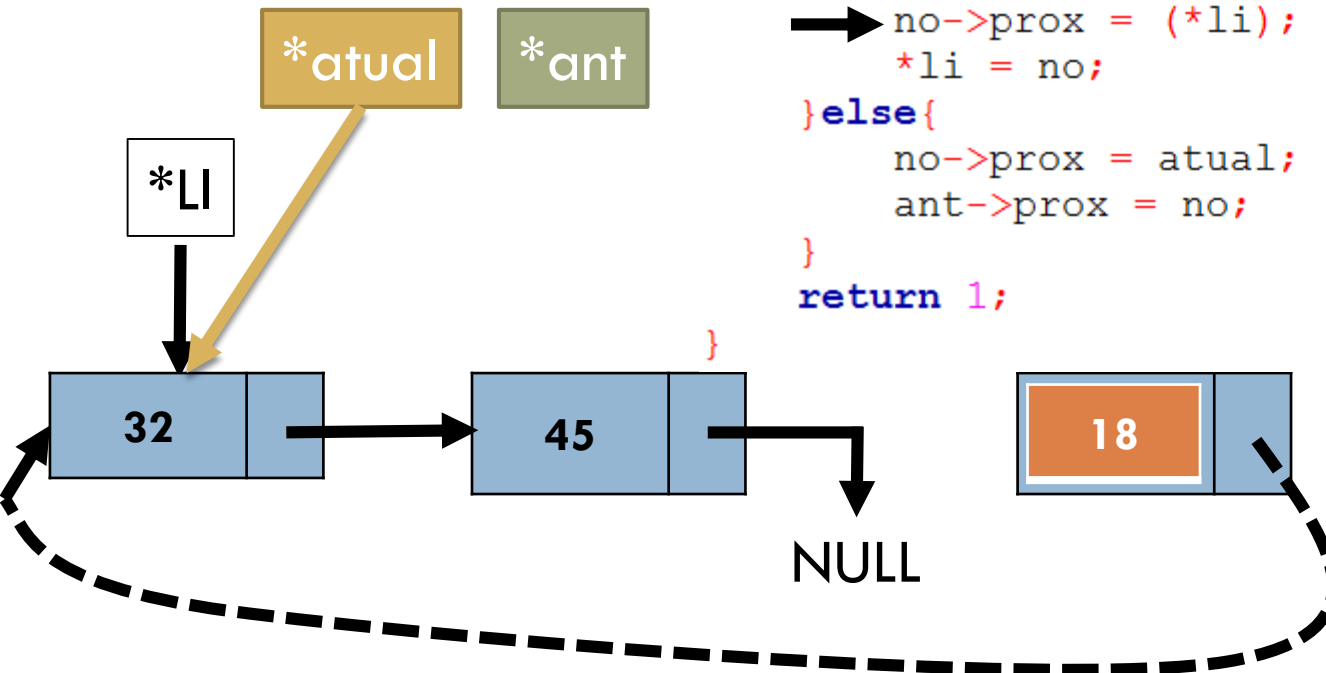 *atual *ant
*LI
no->prox = (*li);
*li = no;
}else{
no->prox = atual;
ant->prox = no;
}
return 1;
}
32 45 18
NULL